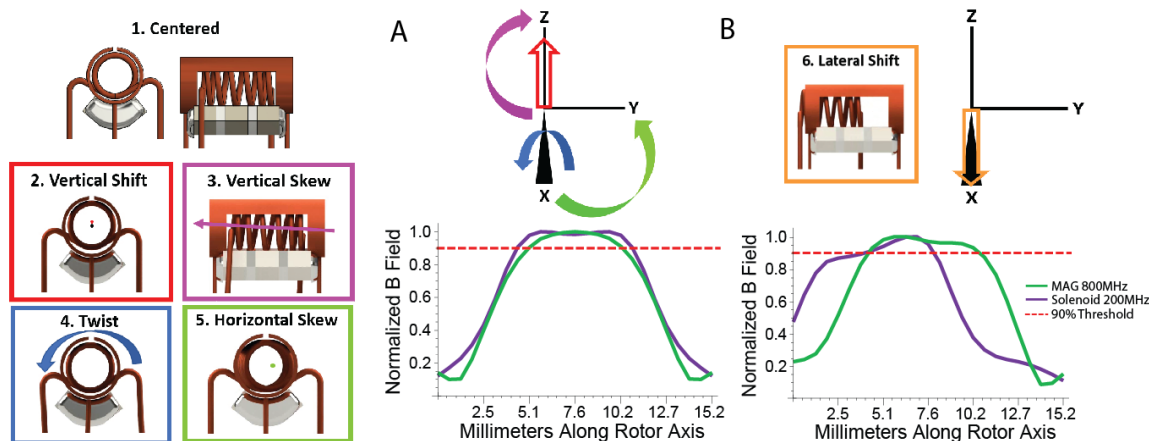 1. Centered
2. Vertical Shift
3. Vertical Skew
4. Twist
5. Horizontal Skew
A
Z
Y
X
Normalized B Field
1.0
0.8
0.6
0.4
0.2
2.5 5.1 7.6 10.2 12.7 15.2
Millimeters Along Rotor Axis
B
6. Lateral Shift
Z
Y
X
Normalized B Field
1.0
0.8
0.6
0.4
0.2
2.5 5.1 7.6 10.2 12.7 15.2
Millimeters Along Rotor Axis
MAG 800MHz
Solenoid 200MHz
90% Threshold